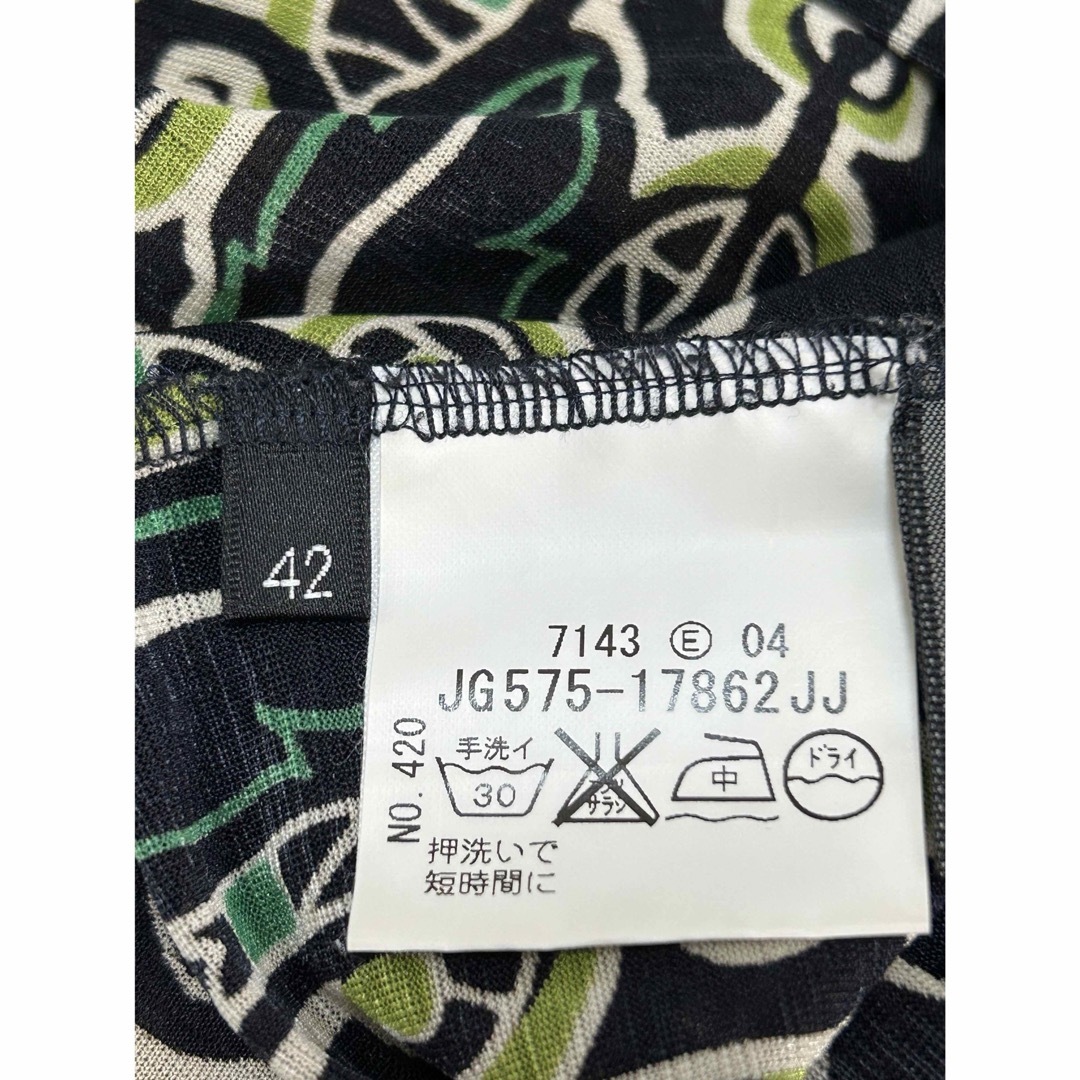 42
7143 Ⓔ 04
JG575-17862JJ
NO. 420
手洗イ
30
サラシ
中
ドライ
押洗いで
短時間に